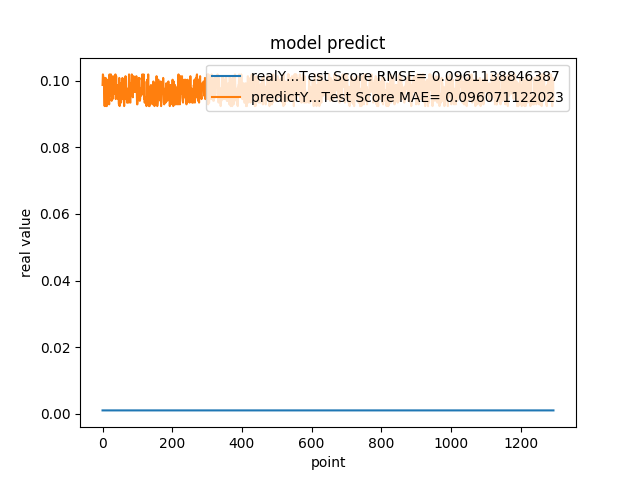 model predict
realY...Test Score RMSE= 0.0961138846387
predictY...Test Score MAE= 0.096071122023
0.10
0.08
0.06
0.04
0.02
0.00
real value
0 200 400 600 800 1000 1200
point